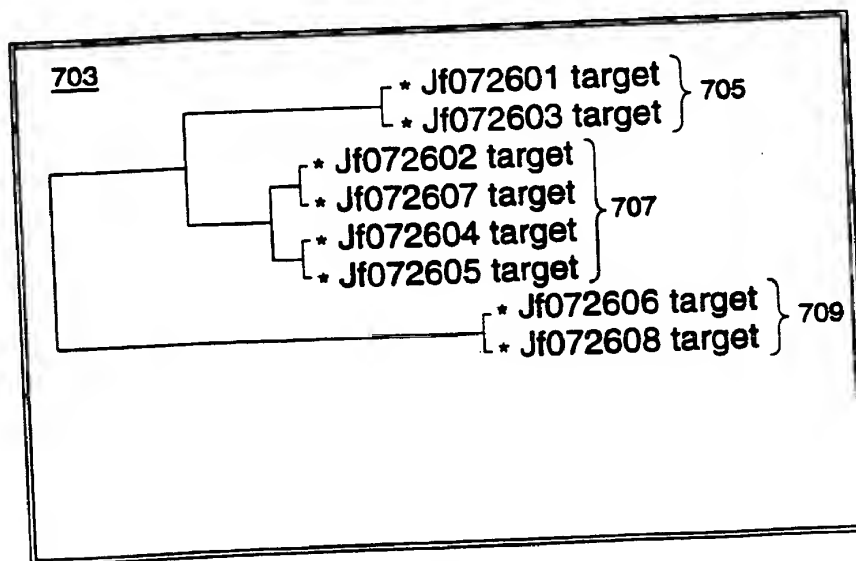 703
* Jf072601 target
* Jf072603 target
705
* Jf072602 target
* Jf072607 target
* Jf072604 target
* Jf072605 target
707
* Jf072606 target
* Jf072608 target
709